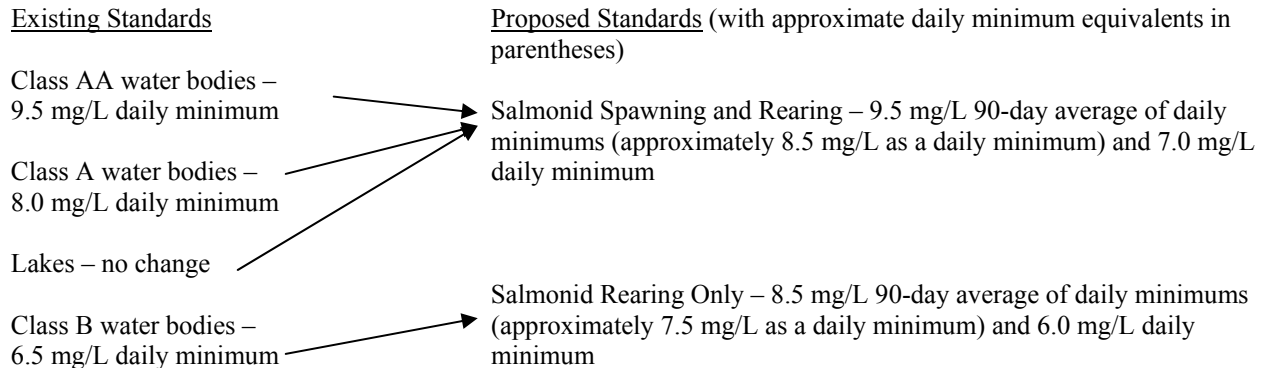 Existing Standards
Class AA water bodies –
9.5 mg/L daily minimum
Class A water bodies –
8.0 mg/L daily minimum
Lakes – no change
Class B water bodies –
6.5 mg/L daily minimum
Proposed Standards (with approximate daily minimum equivalents in
parentheses)
Salmonid Spawning and Rearing – 9.5 mg/L 90-day average of daily
minimums (approximately 8.5 mg/L as a daily minimum) and 7.0 mg/L
daily minimum
Salmonid Rearing Only – 8.5 mg/L 90-day average of daily minimums
(approximately 7.5 mg/L as a daily minimum) and 6.0 mg/L daily
minimum